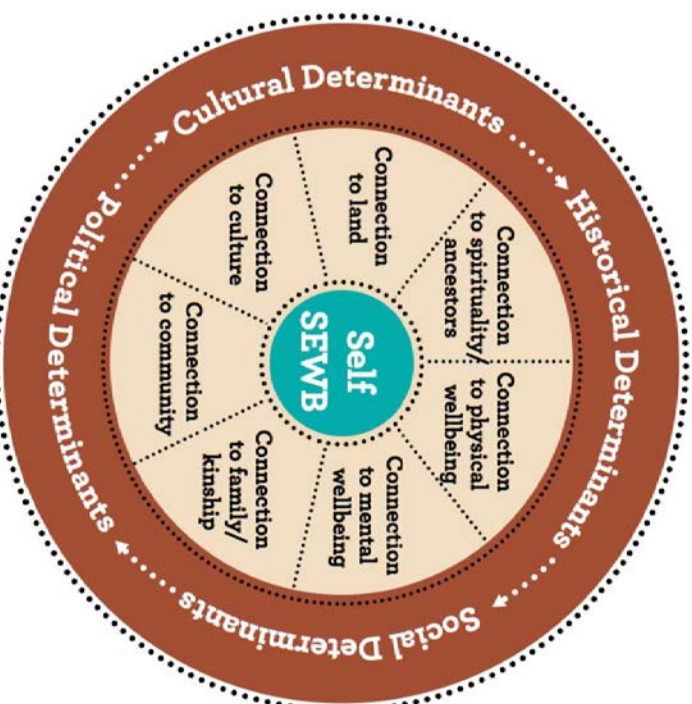 Historical Determinants
Social Determinants
Political Determinants
Cultural Determinants
Connection
to physical
wellbeing
Connection
to mental
wellbeing
Connection
to family/
kinship
Connection
to community
Connection
to culture
Connection
to land
Connection
to spirituality/
ancestors
Self
SEWB